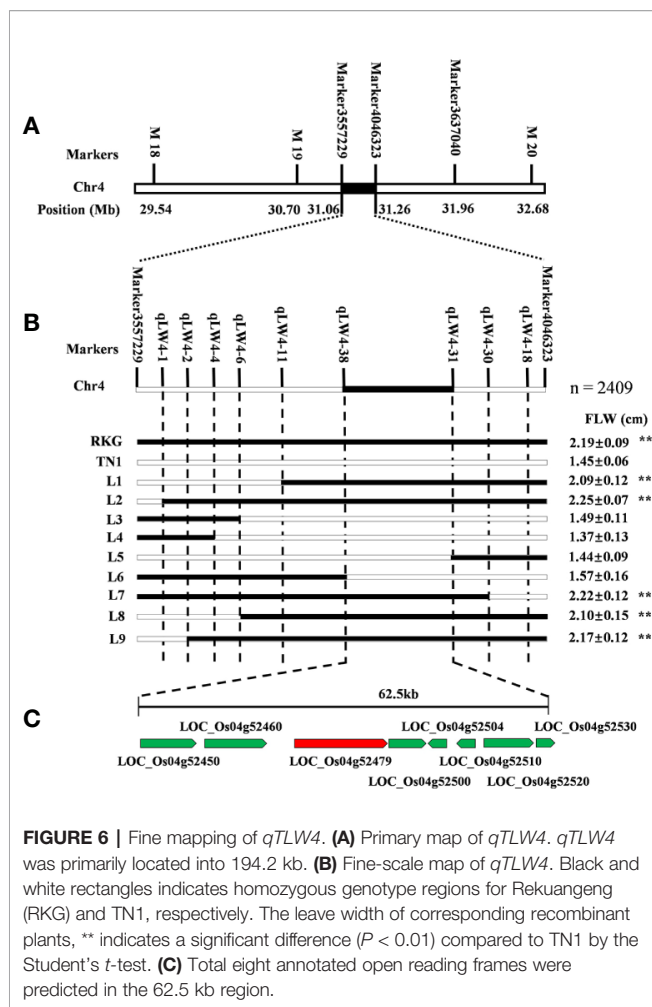 A
Markers
M 18
M 19
Marker3557229
Marker4046323
Marker3637040
M 20
Chr4
Position (Mb)
29.54 30.70 31.06 31.26 31.96 32.68
B
Markers
Marker3557229
qLW4-1
qLW4-2
qLW4-4
qLW4-6
qLW4-11
qLW4-38
qLW4-31
qLW4-30
qLW4-18
Marker4046323
Chr4 n = 2409
FLW (cm)
RKG 2.19±0.09 **
TN1 1.45±0.06
L1 2.09±0.12 **
L2 2.25±0.07 **
L3 1.49±0.11
L4 1.37±0.13
L5 1.44±0.09
L6 1.57±0.16
L7 2.22±0.12 **
L8 2.10±0.15 **
L9 2.17±0.12 **
62.5kb
C
LOC_Os04g52460 LOC_Os04g52504 LOC_Os04g52530
LOC_Os04g52450 LOC_Os04g52479 LOC_Os04g52510
LOC_Os04g52500 LOC_Os04g52520
FIGURE 6 | Fine mapping of qTLW4. (A) Primary map of qTLW4. qTLW4
was primarily located into 194.2 kb. (B) Fine-scale map of qTLW4. Black and
white rectangles indicates homozygous genotype regions for Rekuangeng
(RKG) and TN1, respectively. The leave width of corresponding recombinant
plants, ** indicates a significant difference (P < 0.01) compared to TN1 by the
Student's t-test. (C) Total eight annotated open reading frames were
predicted in the 62.5 kb region.